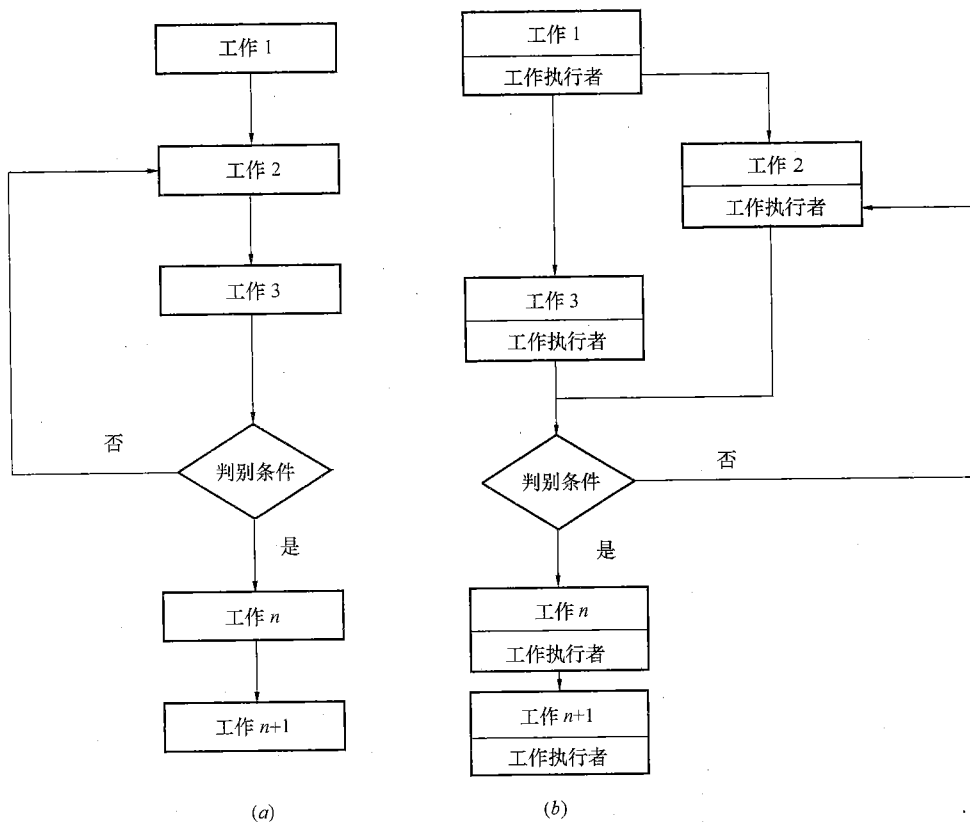 工作 1
工作 2
工作 3
否
判别条件
是
工作 n
工作 n+1
(a)
工作 1
工作执行者
工作 2
工作执行者
工作 3
工作执行者
判别条件
否
是
工作 n
工作执行者
工作 n+1
工作执行者
(b)